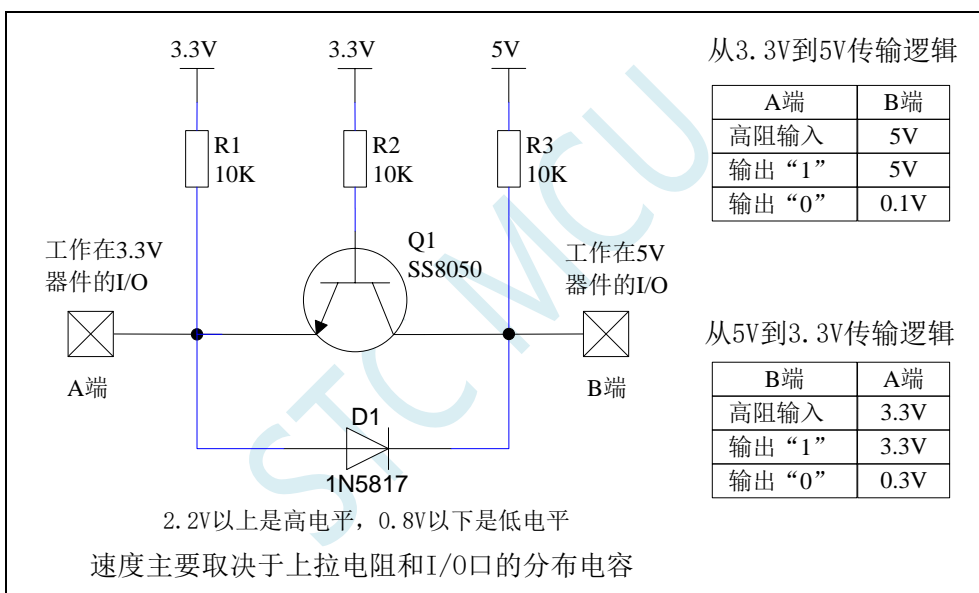 3.3V 3.3V 5V
从3.3V到5V传输逻辑
A端 B端
高阻输入 5V
输出“1” 5V
输出“0” 0.1V
R1 R2 R3
10K 10K 10K
Q1
SS8050
工作在3.3V
器件的I/O
工作在5V
器件的I/O
A端
B端
从5V到3.3V传输逻辑
B端 A端
高阻输入 3.3V
输出“1” 3.3V
输出“0” 0.3V
D1
1N5817
2.2V以上是高电平，0.8V以下是低电平
速度主要取决于上拉电阻和I/O口的分布电容
STC MCU